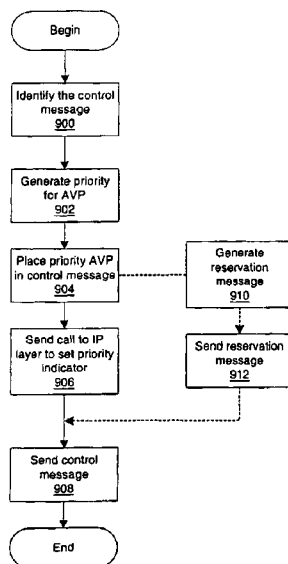 Begin
Identify the control
message
900
Generate priority
for AVP
902
Place priority AVP
in control message
904
Generate
reservation
message
910
Send call to IP
layer to set priority
indicator
906
Send reservation
message
912
Send control
message
908
End